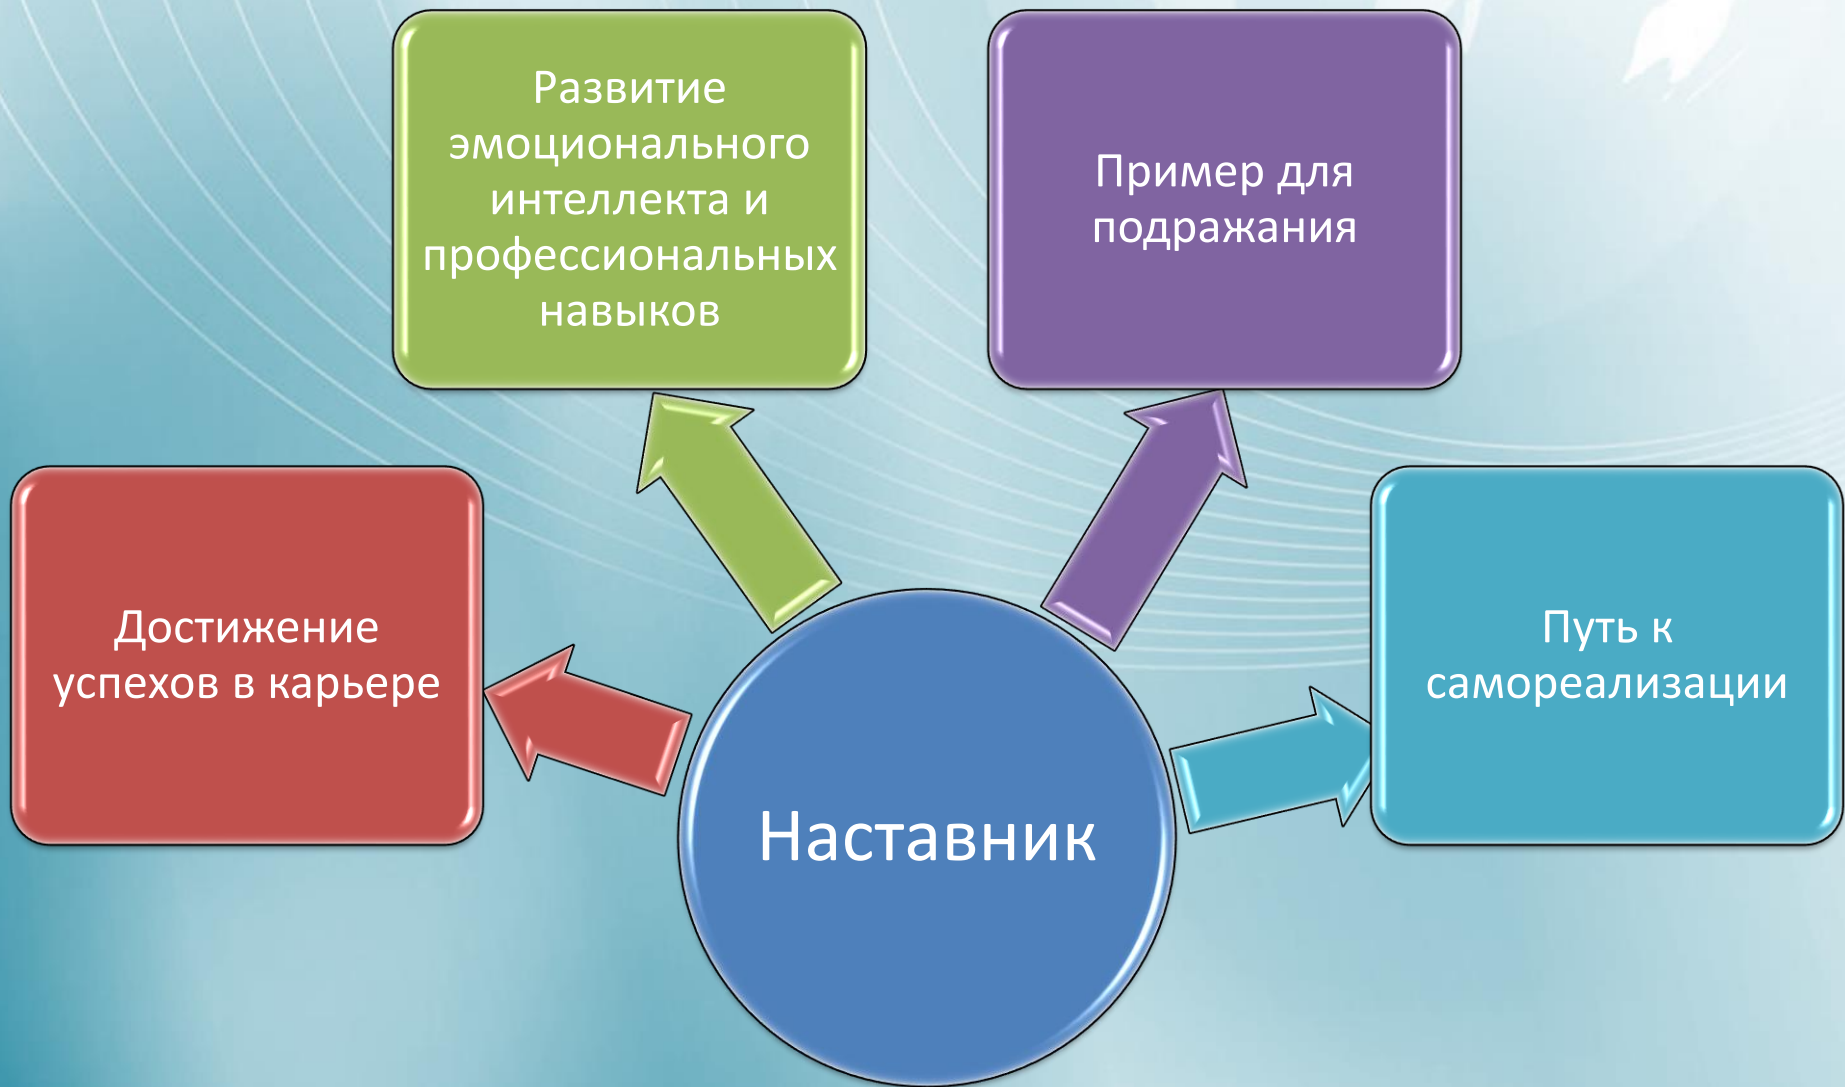 Развитие
эмоционального
интеллекта и
профессиональных
навыков
Пример для
подражания
Достижение
успехов в карьере
Путь к
самореализации
Наставник